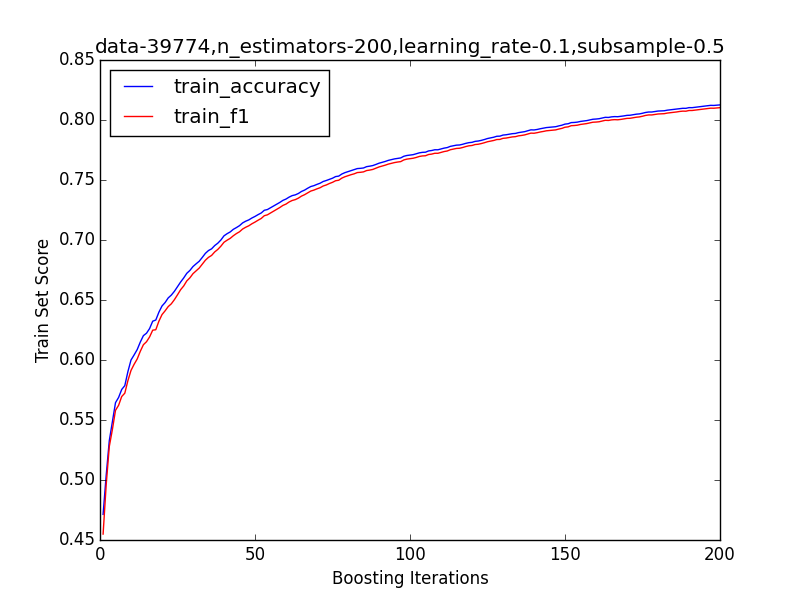 data-39774,n_estimators-200,learning_rate-0.1,subsample-0.5
train_accuracy
train_f1
0.85
0.80
0.75
0.70
0.65
0.60
0.55
0.50
0.45
Train Set Score
0 50 100 150 200
Boosting Iterations